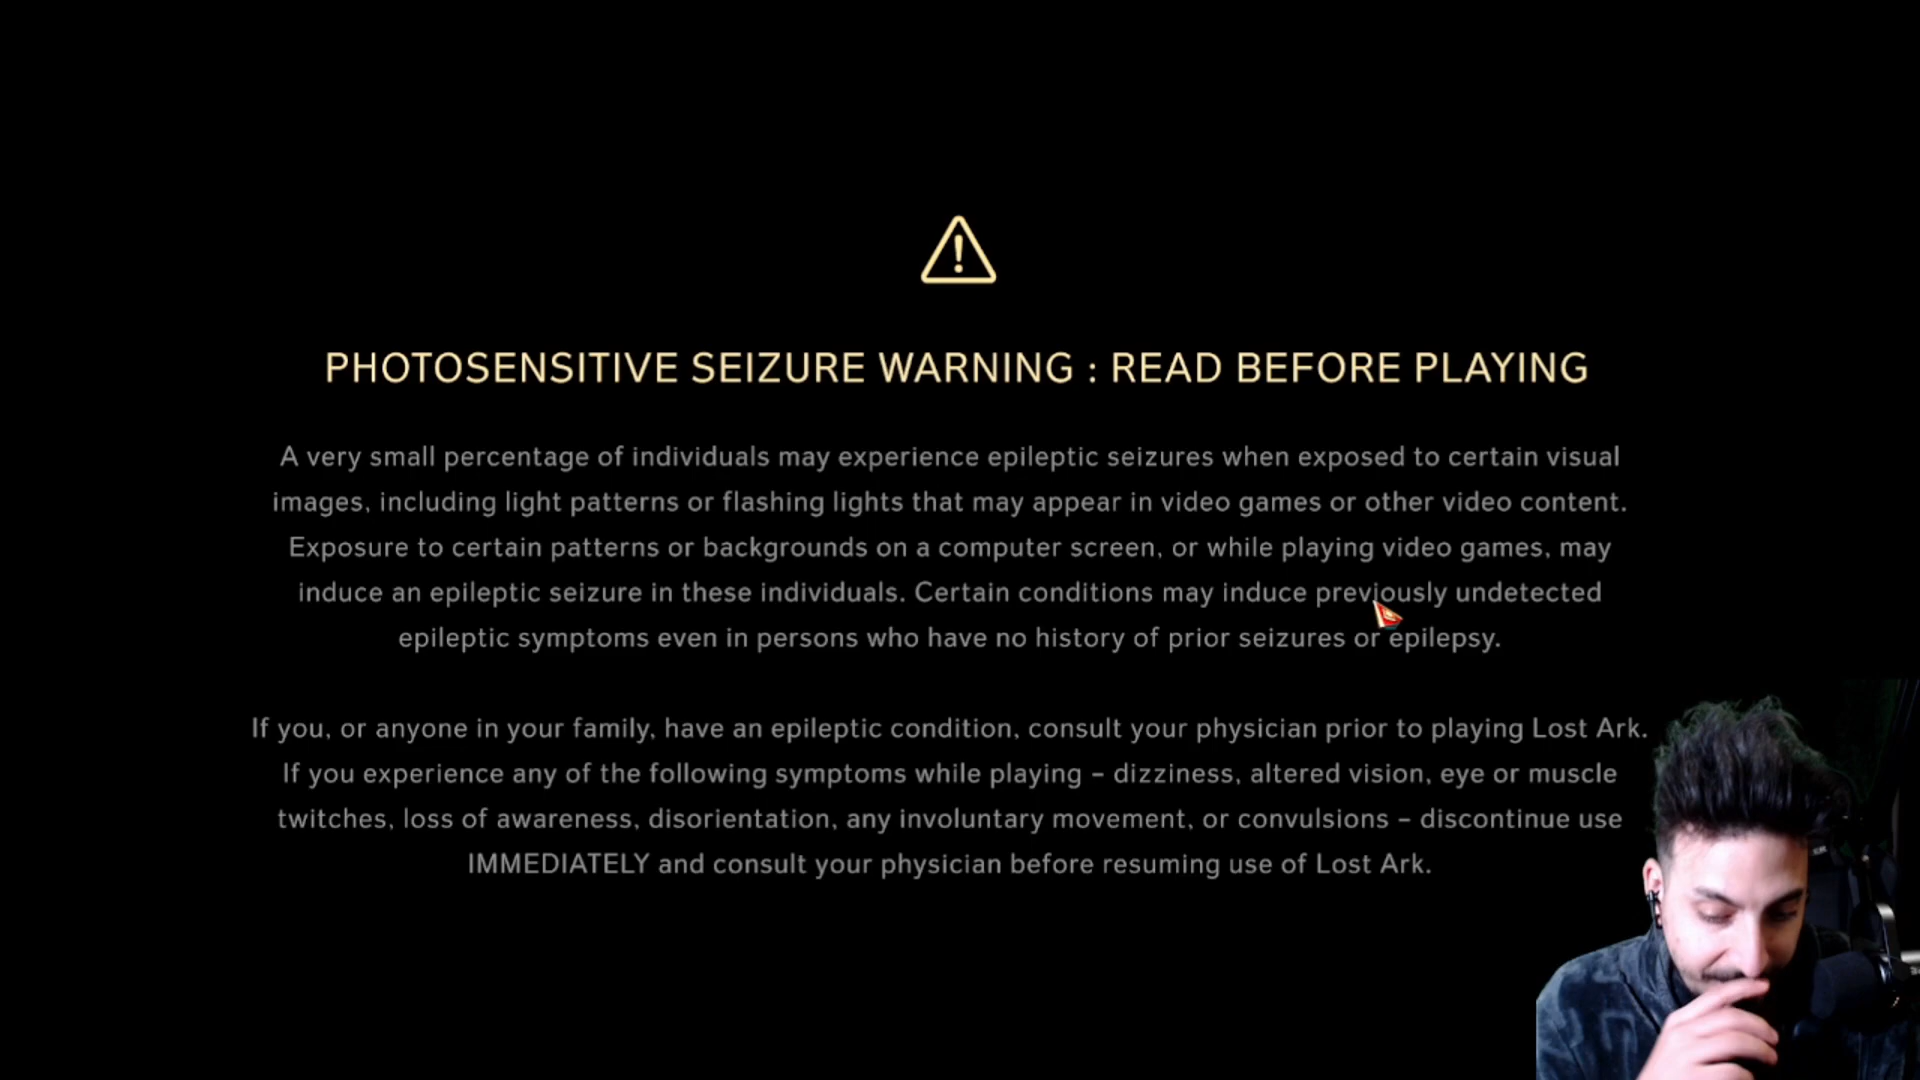 PHOTOSENSITIVE SEIZURE WARNING : READ BEFORE PLAYING
A very small percentage of individuals may experience epileptic seizures when exposed to certain visual
images, including light patterns or flashing lights that may appear in video games or other video content.
Exposure to certain patterns or backgrounds on a computer screen, or while playing video games, may
induce an epileptic seizure in these individuals. Certain conditions may induce previously undetected
epileptic symptoms even in persons who have no history of prior seizures or epilepsy.
If you, or anyone in your family, have an epileptic condition, consult your physician prior to playing Lost Ark.
If you experience any of the following symptoms while playing – dizziness, altered vision, eye or muscle
twitches, loss of awareness, disorientation, any involuntary movement, or convulsions – discontinue use
IMMEDIATELY and consult your physician before resuming use of Lost Ark.